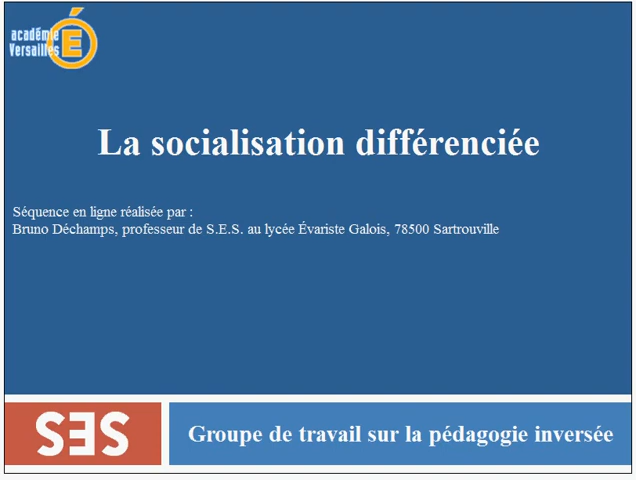 académie
Versailles
É
La socialisation différenciée
Séquence en ligne réalisée par :
Bruno Déchamps, professeur de S.E.S. au lycée Évariste Galois, 78500 Sartrouville
SES
Groupe de travail sur la pédagogie inversée